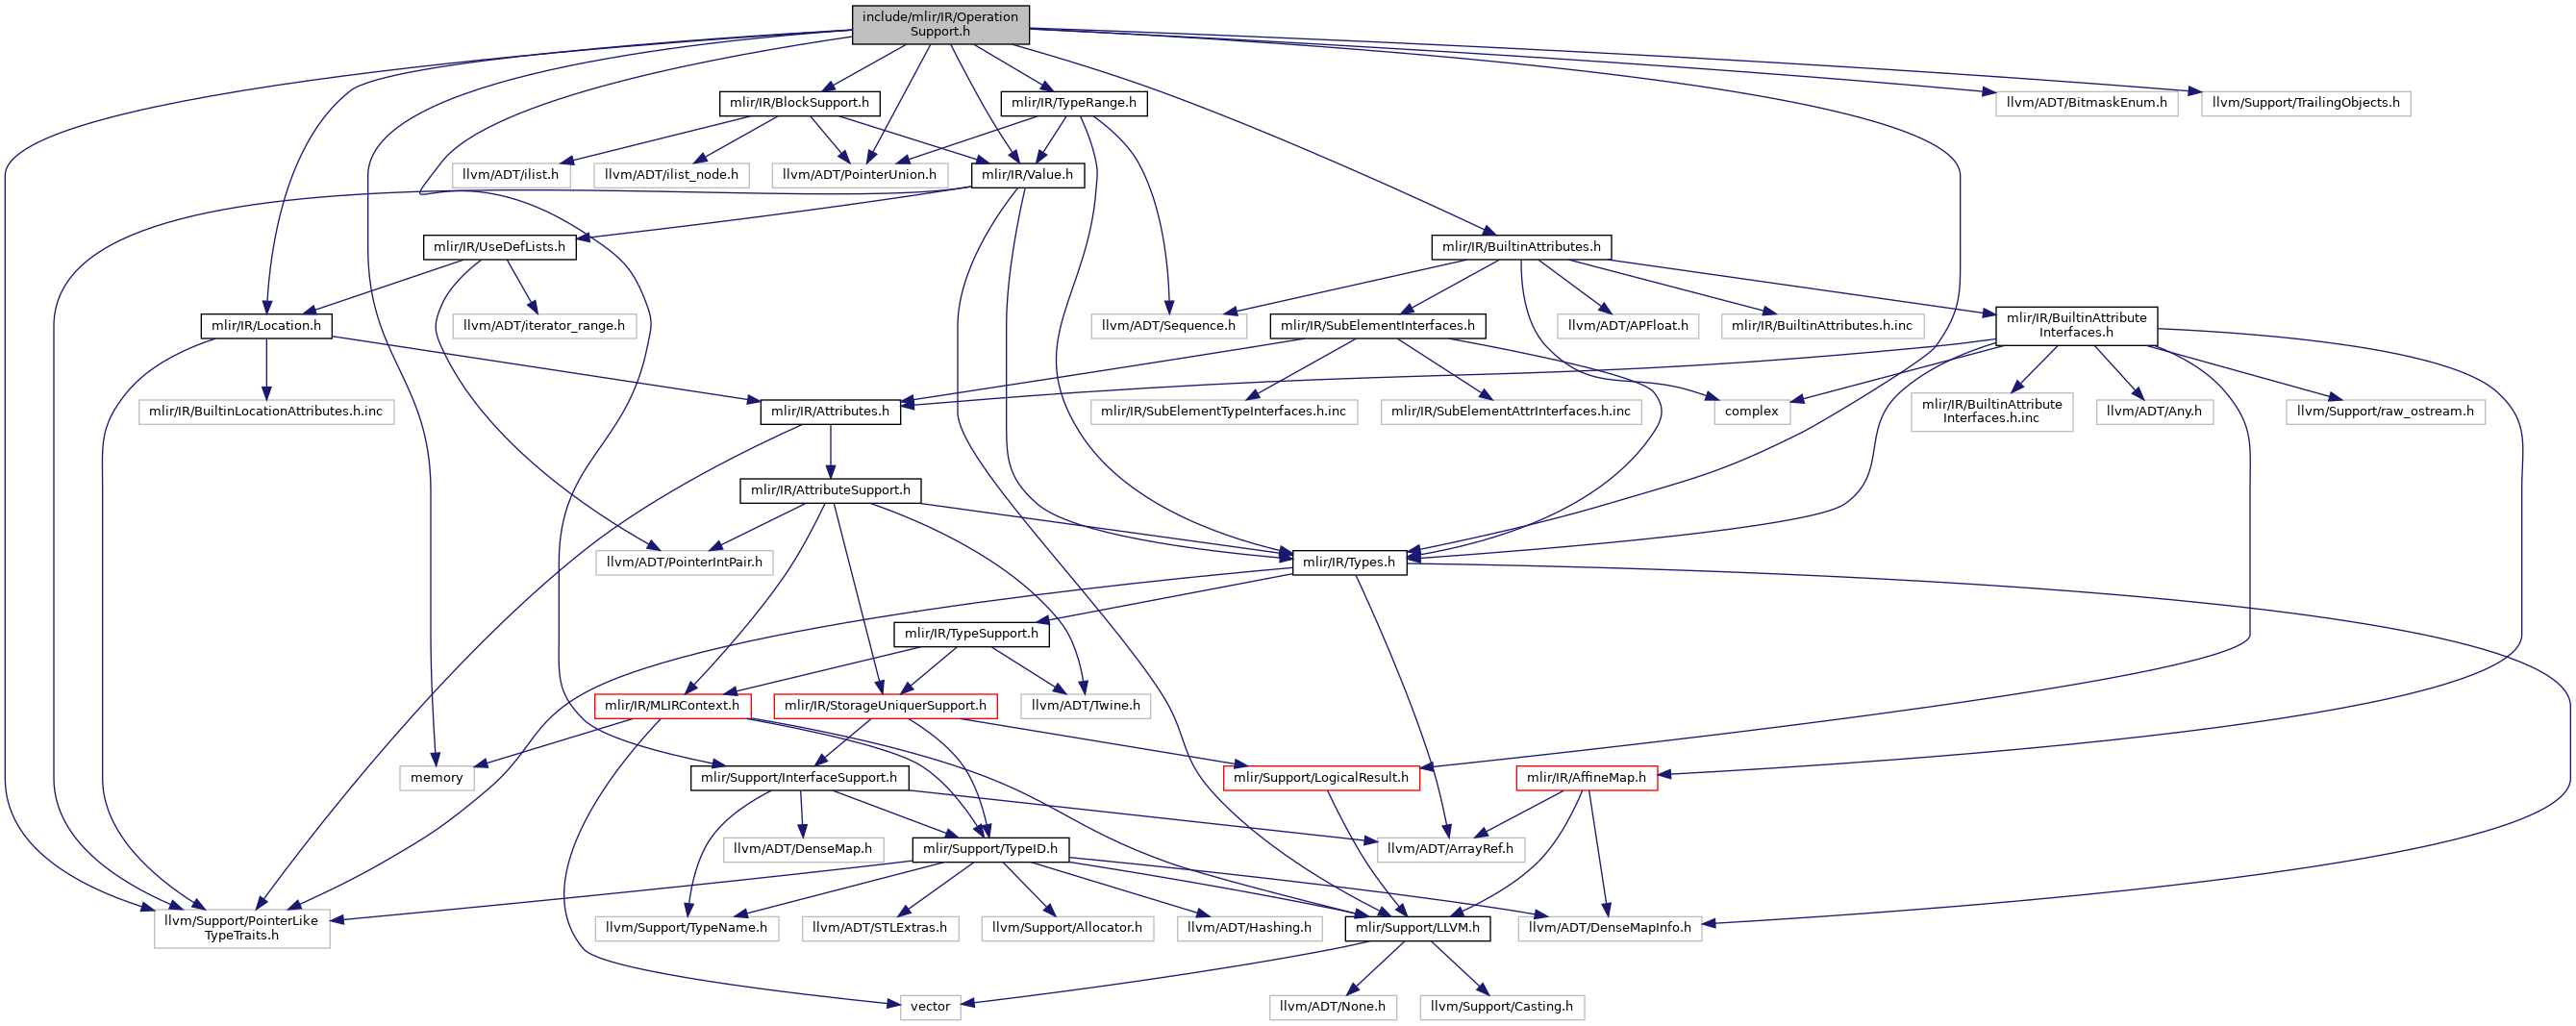 include/mlir/IR/Operation
Support.h
mlir/IR/BlockSupport.h
mlir/IR/TypeRange.h
llvm/ADT/BitmaskEnum.h
llvm/Support/TrailingObjects.h
llvm/ADT/ilist.h
llvm/ADT/ilist_node.h
llvm/ADT/PointerUnion.h
mlir/IR/Value.h
mlir/IR/UseDefLists.h
mlir/IR/BuiltinAttributes.h
mlir/IR/Location.h
llvm/ADT/iterator_range.h
llvm/ADT/Sequence.h
mlir/IR/SubElementInterfaces.h
llvm/ADT/APFloat.h
mlir/IR/BuiltinAttributes.h.inc
mlir/IR/BuiltinAttribute
Interfaces.h
mlir/IR/BuiltinLocationAttributes.h.inc
mlir/IR/Attributes.h
mlir/IR/SubElementTypeInterfaces.h.inc
mlir/IR/SubElementAttrInterfaces.h.inc
complex
mlir/IR/BuiltinAttribute
Interfaces.h.inc
llvm/ADT/Any.h
llvm/Support/raw_ostream.h
mlir/IR/AttributeSupport.h
llvm/ADT/PointerIntPair.h
mlir/IR/Types.h
mlir/IR/TypeSupport.h
mlir/IR/MLIRContext.h
mlir/IR/StorageUniquerSupport.h
llvm/ADT/Twine.h
memory
mlir/Support/InterfaceSupport.h
mlir/Support/LogicalResult.h
mlir/IR/AffineMap.h
llvm/ADT/DenseMap.h
mlir/Support/TypeID.h
llvm/ADT/ArrayRef.h
llvm/Support/PointerLike
TypeTraits.h
llvm/Support/TypeName.h
llvm/ADT/STLExtras.h
llvm/Support/Allocator.h
llvm/ADT/Hashing.h
mlir/Support/LLVM.h
llvm/ADT/DenseMapInfo.h
vector
llvm/ADT/None.h
llvm/Support/Casting.h